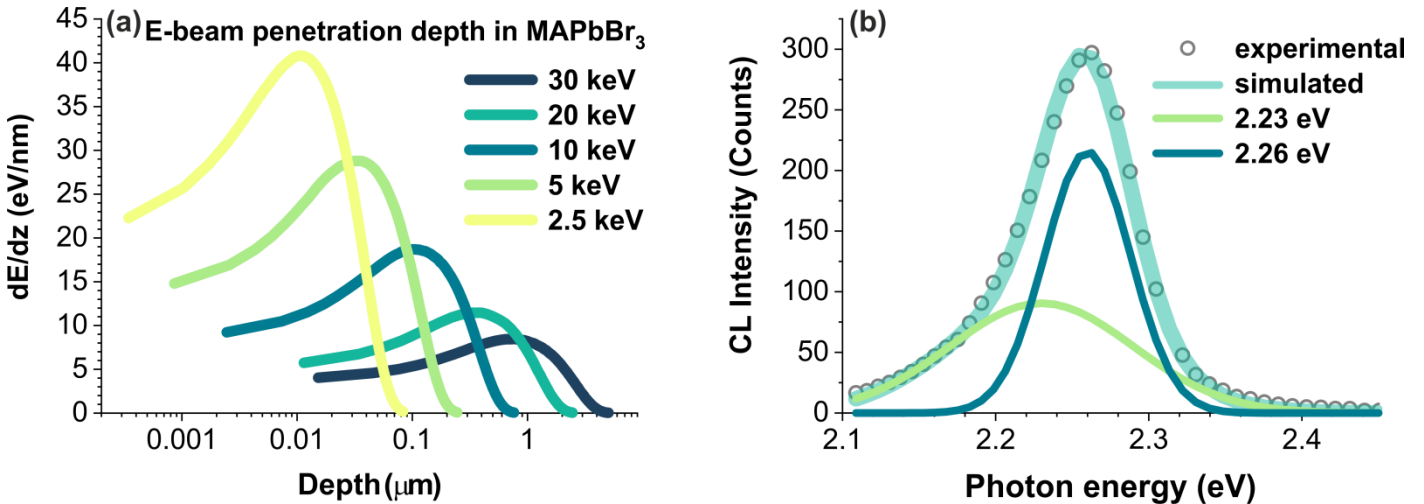 (a)
E-beam penetration depth in MAPbBr3
30 keV
20 keV
10 keV
5 keV
2.5 keV
45
40
35
30
25
20
15
10
5
0
dE/dz (eV/nm)
0.001 0.01 0.1 1
Depth (μm)
(b)
experimental
simulated
2.23 eV
2.26 eV
300
250
200
150
100
50
0
CL Intensity (Counts)
2.1 2.2 2.3 2.4
Photon energy (eV)